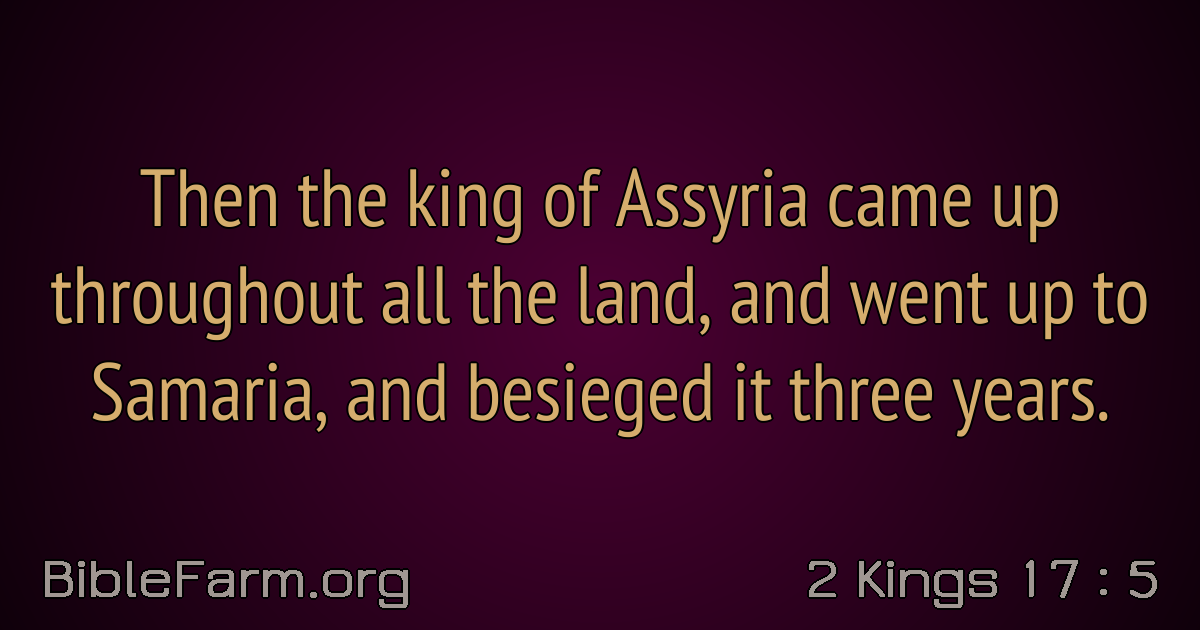 Then the king of Assyria came up
throughout all the land, and went up to
Samaria, and besieged it three years.
BibleFarm.org
2 Kings 17 : 5